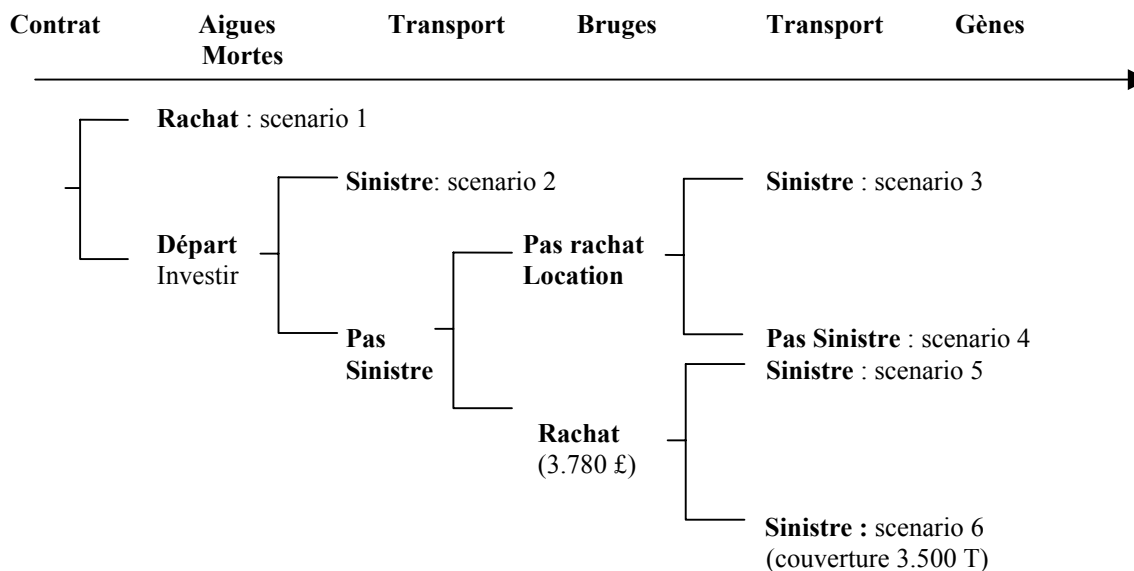 Contrat Aigues Transport Bruges Transport Gènes
Mortes
Rachat : scenario 1
Sinistre: scenario 2
Sinistre : scenario 3
Départ
Investir
Pas rachat
Location
Pas
Sinistre
Pas Sinistre : scenario 4
Sinistre : scenario 5
Rachat
(3.780 £)
Sinistre : scenario 6
(couverture 3.500 T)